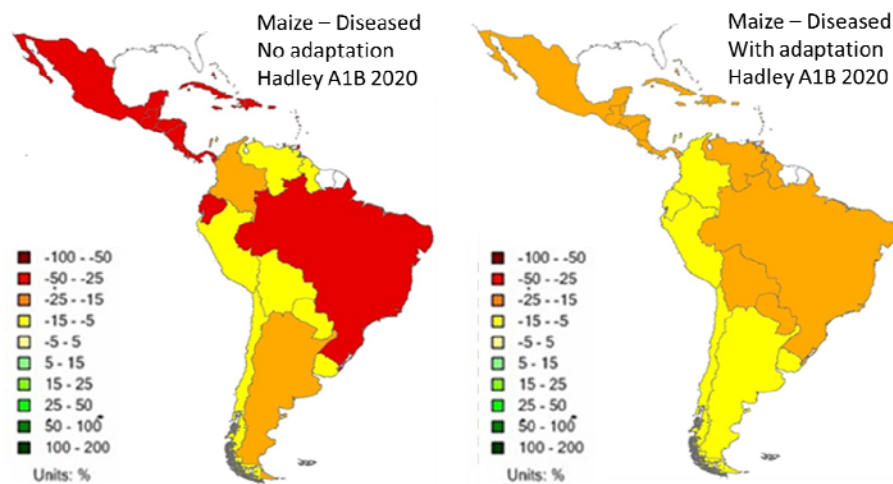 Maize – Diseased
No adaptation
Hadley A1B 2020
-100 - -50
-50 - -25
-25 - -15
-15 - -5
-5 - 5
5 - 15
15 - 25
25 - 50
50 - 100
100 - 200
Units: %
Maize – Diseased
With adaptation
Hadley A1B 2020
-100 - -50
-50 - -25
-25 - -15
-15 - -5
-5 - 5
5 - 15
15 - 25
25 - 50
50 - 100
100 - 200
Units: %